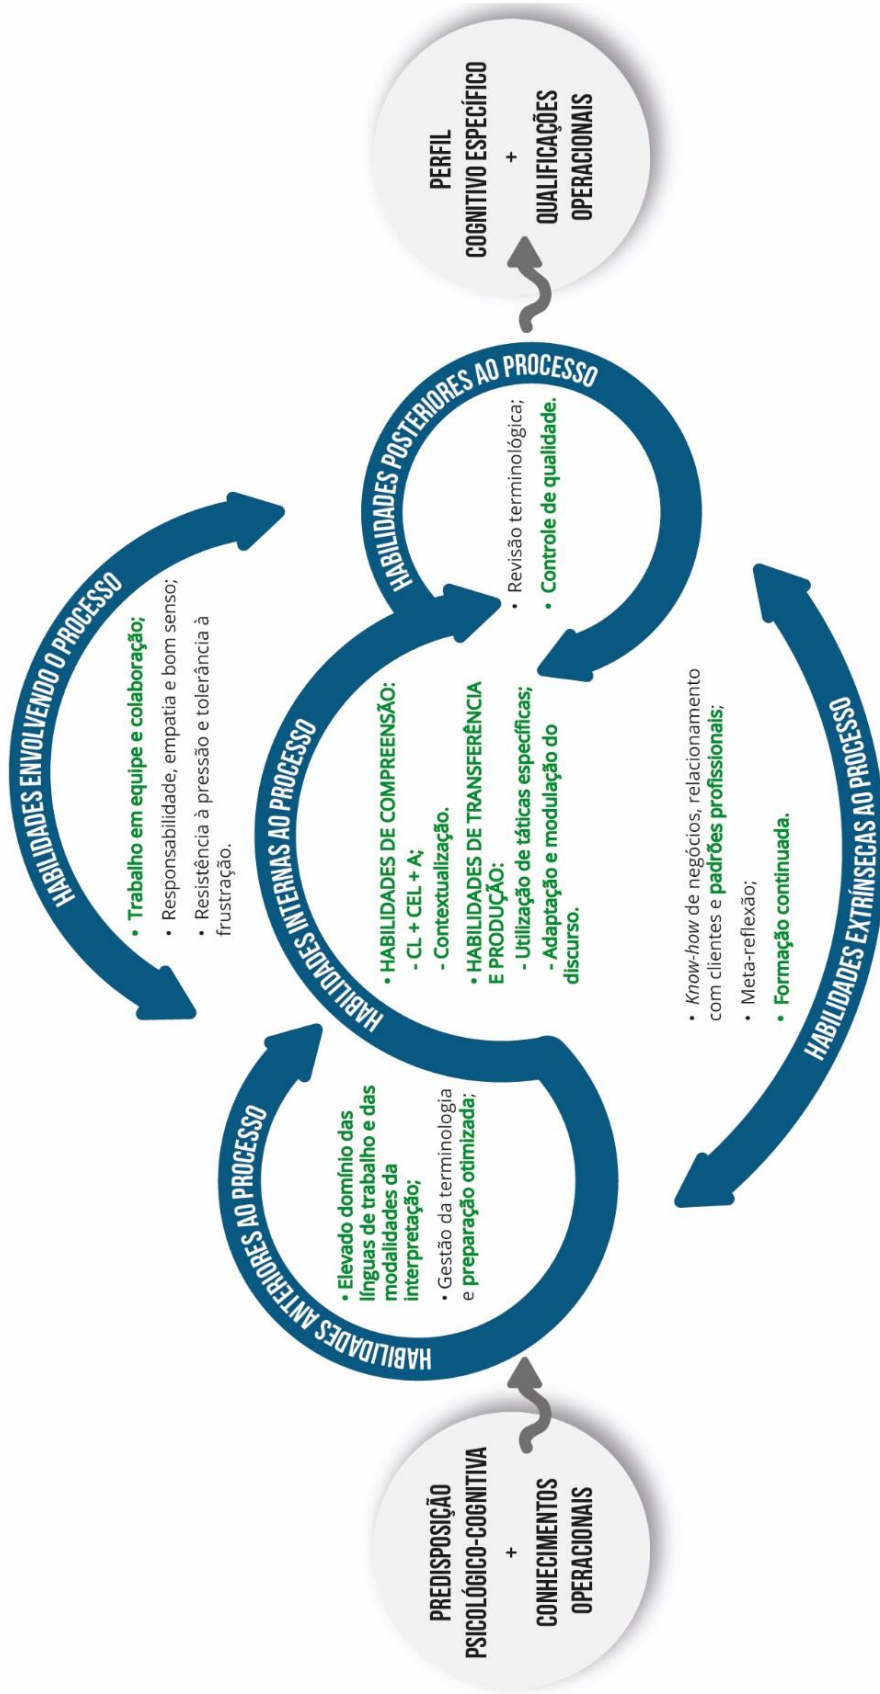 PREDISPOSIÇÃO
PSICOLÓGICO-COGNITIVA
+
CONHECIMENTOS
OPERACIONAIS
HABILIDADES ANTERIORES AO PROCESSO
• Elevado domínio das
línguas de trabalho e das
modalidades da
interpretação;
• Gestão da terminologia
e preparação otimizada;
HABILIDADES ENVOLVENDO O PROCESSO
• Trabalho em equipe e colaboração;
• Responsabilidade, empatia e bom senso;
• Resistência à pressão e tolerância à
frustração.
HABILIDADES INTERNAS AO PROCESSO
• HABILIDADES DE COMPREENSÃO:
- CL + CEL + A;
- Contextualização.
• HABILIDADES DE TRANSFERÊNCIA
E PRODUÇÃO:
- Utilização de táticas específicas;
- Adaptação e modulação do
discurso.
HABILIDADES EXTRÍNSECAS AO PROCESSO
• Know-how de negócios, relacionamento
com clientes e padrões profissionais;
• Meta-reflexão;
• Formação continuada.
HABILIDADES POSTERIORES AO PROCESSO
• Revisão terminológica;
• Controle de qualidade.
PERFIL
COGNITIVO ESPECÍFICO
+
QUALIFICAÇÕES
OPERACIONAIS